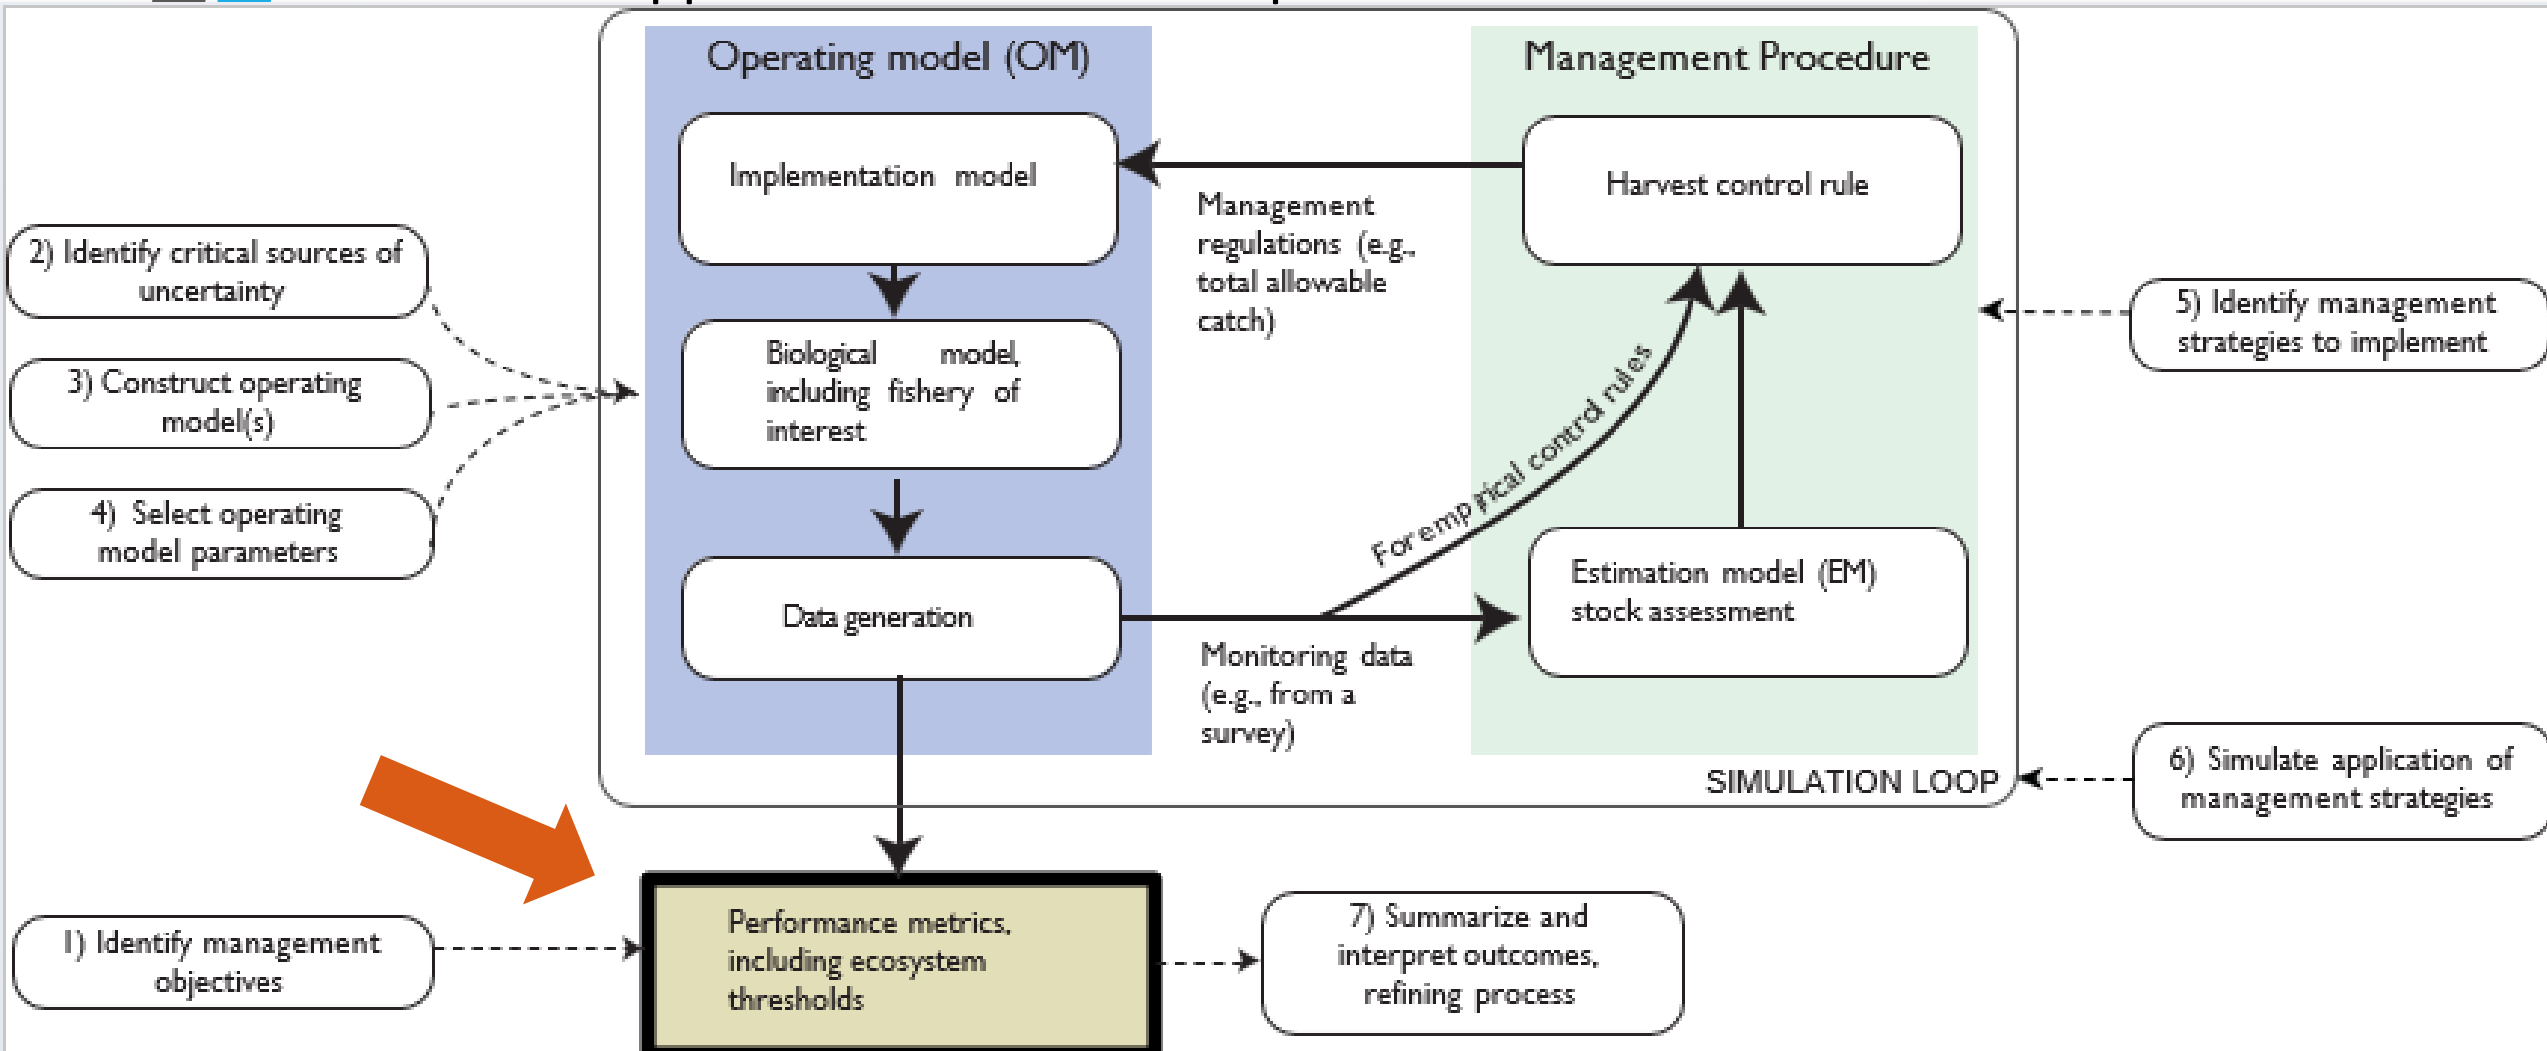 Operating model (OM)
Management Procedure
Implementation model
Harvest control rule
Management
regulations (e.g.,
total allowable
catch)
2) Identify critical sources of
uncertainty
3) Construct operating
model(s)
4) Select operating
model parameters
Biological model,
including fishery of
interest
5) Identify management
strategies to implement
For empirical control rules
Data generation
Estimation model (EM)
stock assessment
Monitoring data
(e.g., from a
survey)
SIMULATION LOOP
6) Simulate application of
management strategies
1) Identify management
objectives
Performance metrics,
including ecosystem
thresholds
7) Summarize and
interpret outcomes,
refining process